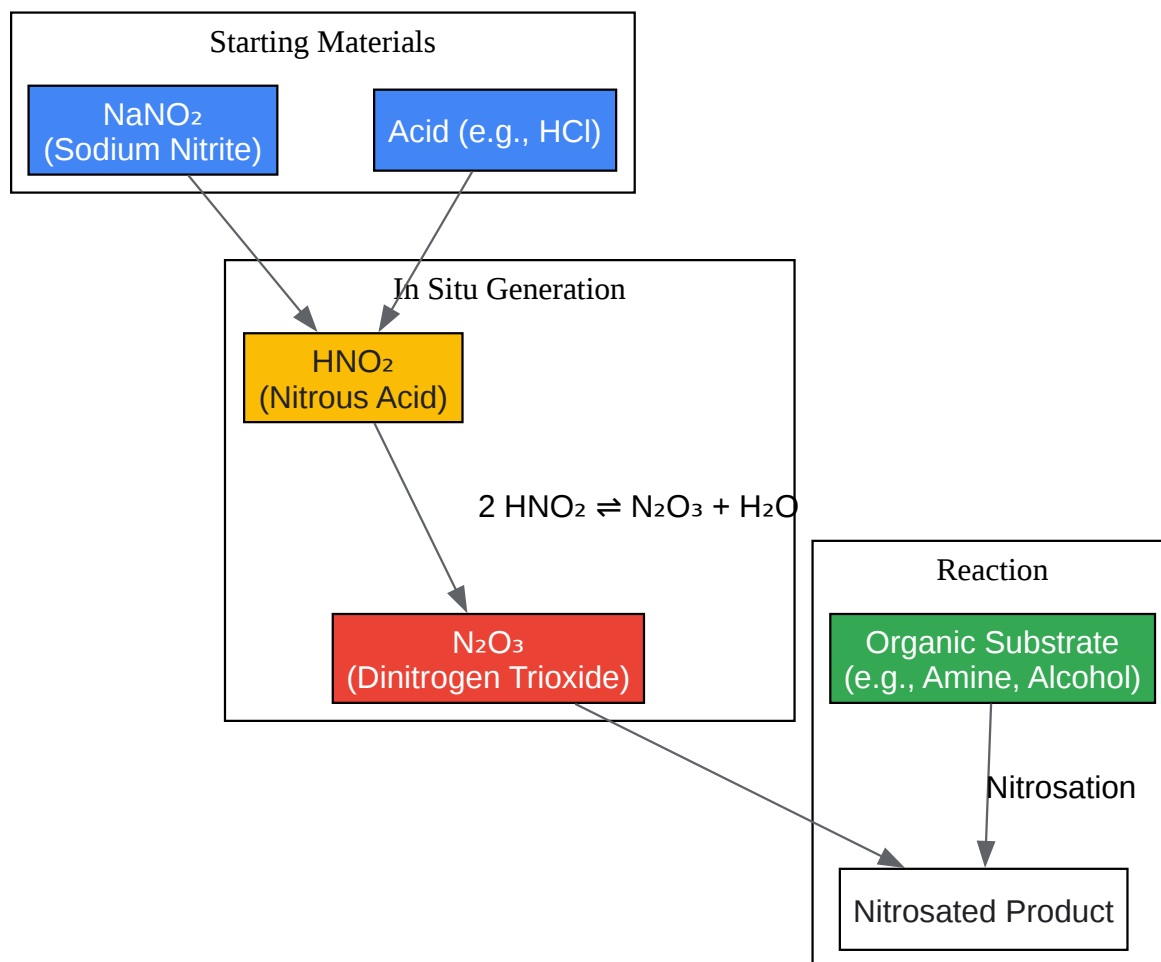 Starting Materials
NaNO₂
(Sodium Nitrite)
Acid (e.g., HCl)
In Situ Generation
HNO₂
(Nitrous Acid)
2 HNO₂ ⇌ N₂O₃ + H₂O
N₂O₃
(Dinitrogen Trioxide)
Reaction
Organic Substrate
(e.g., Amine, Alcohol)
Nitrosation
Nitrosated Product